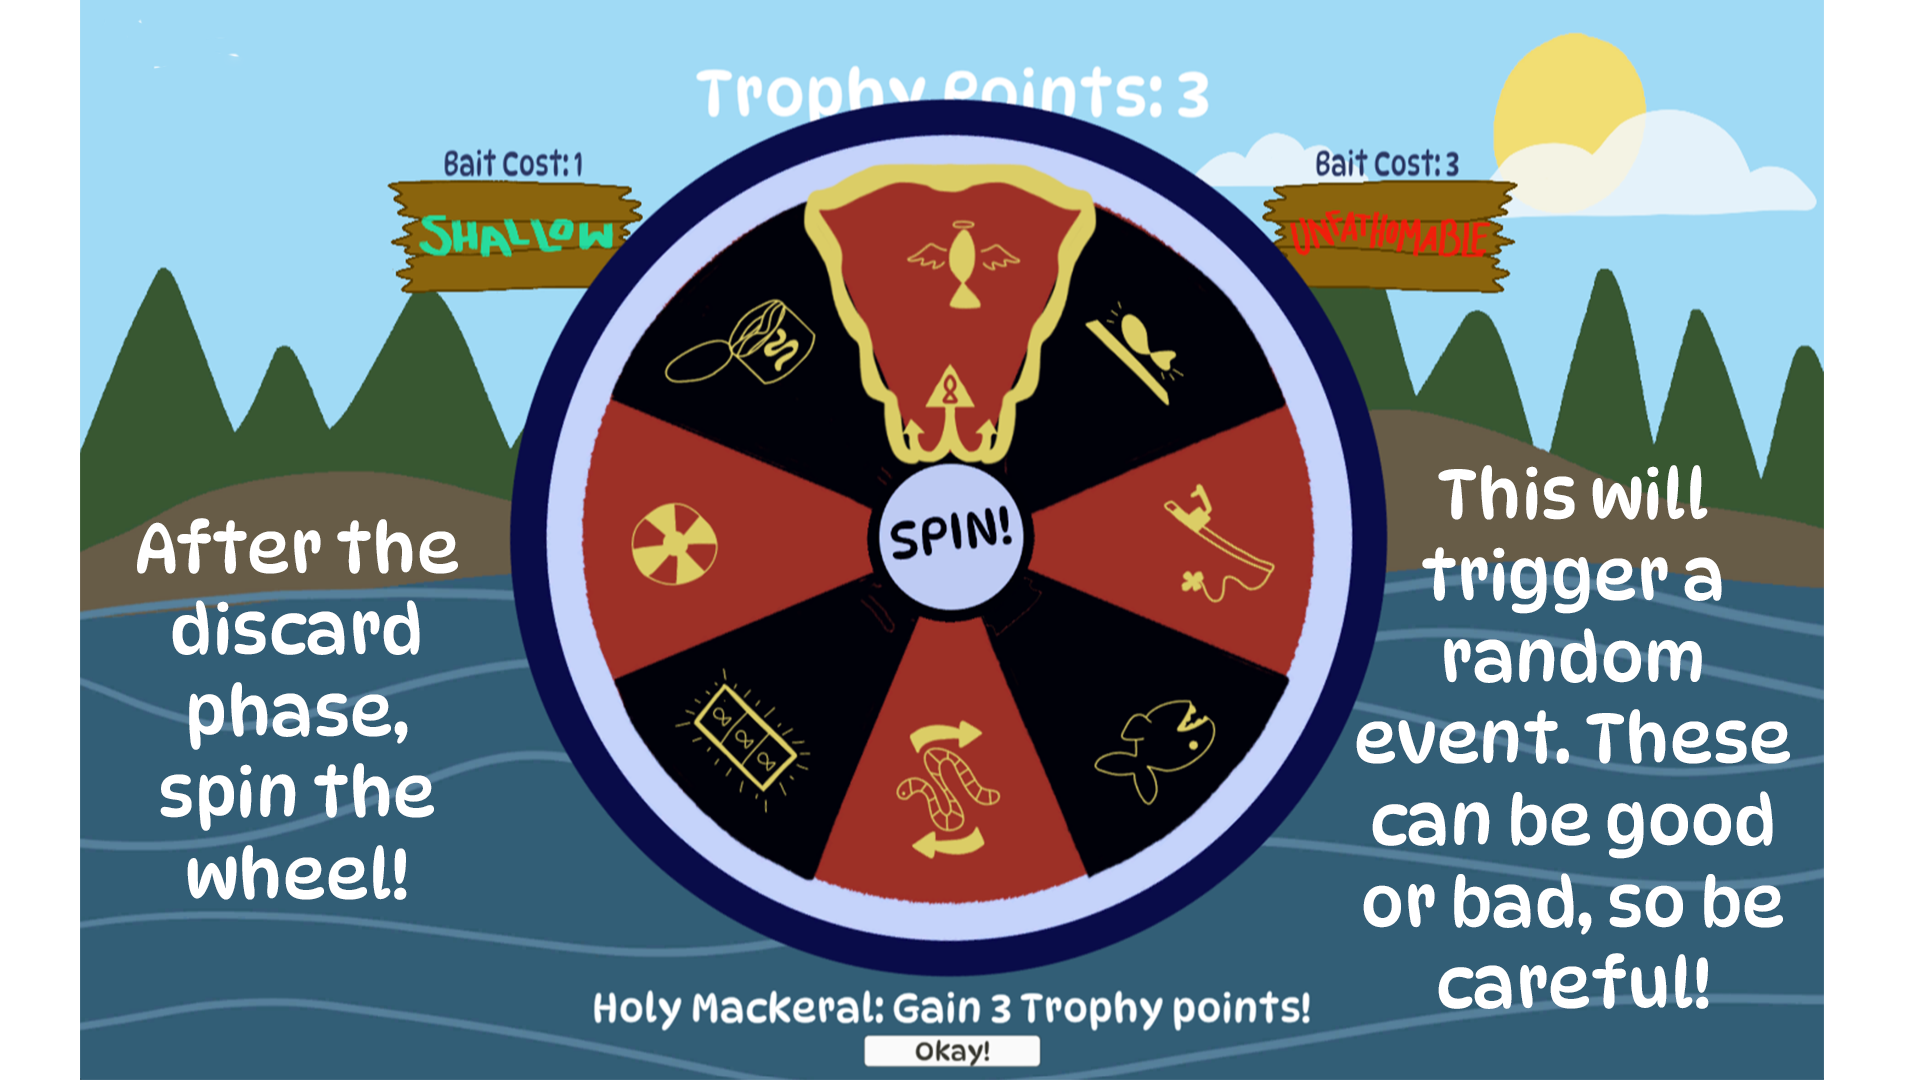 Trophy Points: 3
Bait Cost: 1
Bait Cost: 3
SHALLOW
UNFATHOMABLE
SPIN!
After the
discard
phase,
spin the
wheel!
This will
trigger a
random
event. These
can be good
or bad, so be
careful!
Holy Mackeral: Gain 3 Trophy points!
Okay!